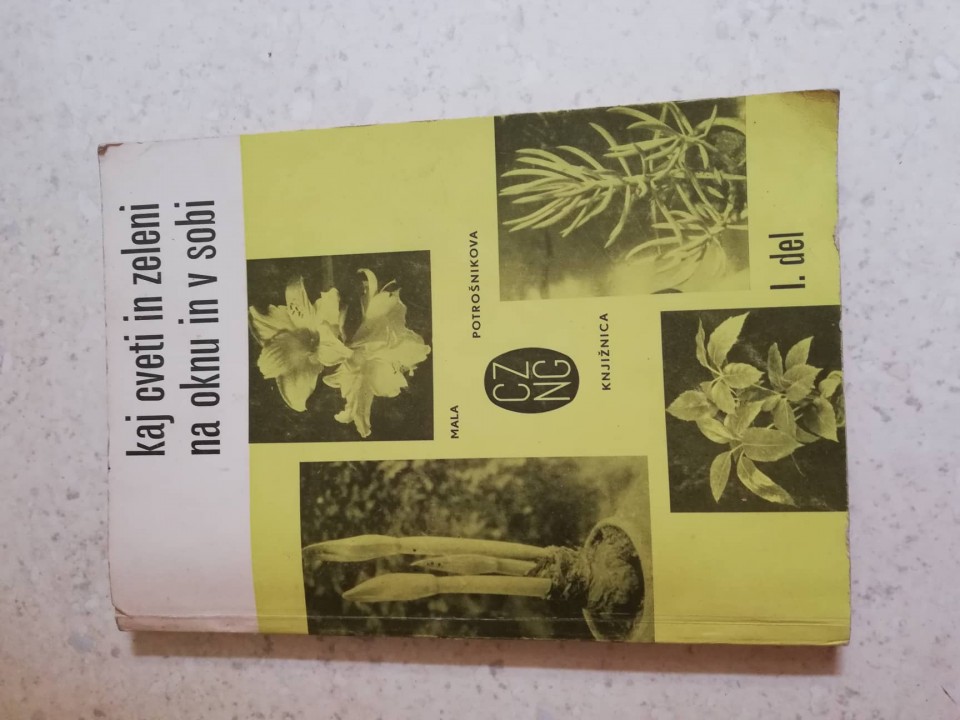 kaj cveti in zeleni
na oknu in v sobi
MALA
POTROŠNIKOVA
CZ
NG
KNJIŽNICA
I. del